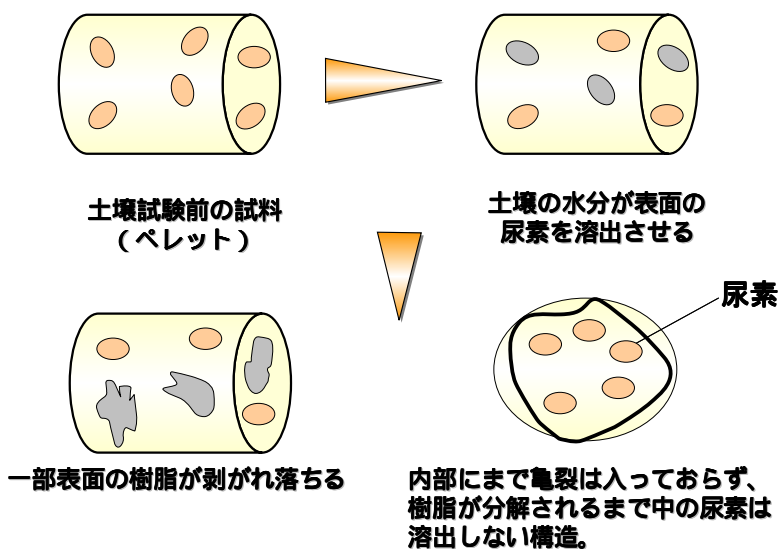 土壌試験前の試料
（ペレット）
土壌の水分が表面の
尿素を溶出させる
尿素
一部表面の樹脂が剥がれ落ちる
内部にまで亀裂は入っておらず、
樹脂が分解されるまで中の尿素は
溶出しない構造。